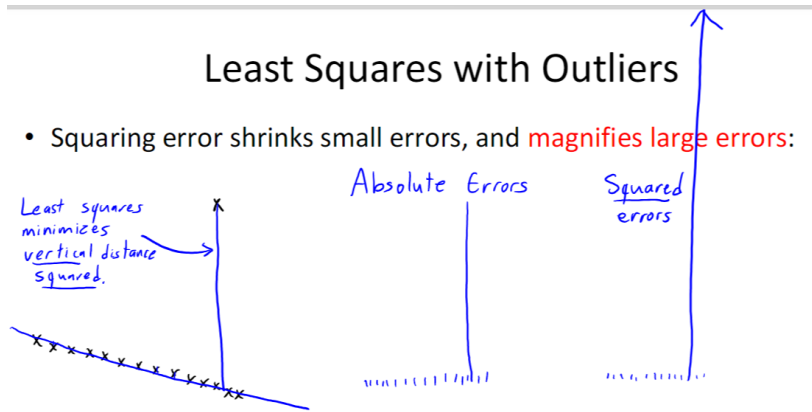 Least Squares with Outliers
• Squaring error shrinks small errors, and magnifies large errors:
Least squares
minimizes
vertical distance
squared.
Absolute Errors
Squared
errors